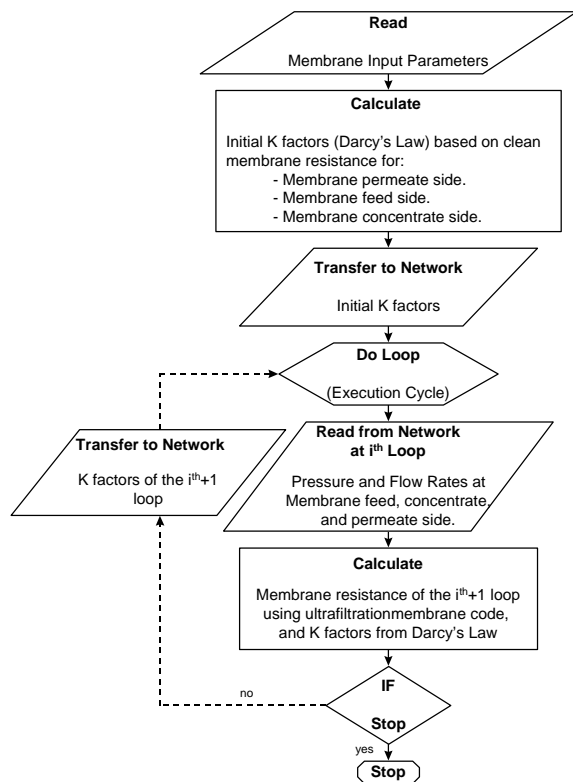 Read
Membrane Input Parameters
Calculate
Initial K factors (Darcy's Law) based on clean
membrane resistance for:
- Membrane permeate side.
- Membrane feed side.
- Membrane concentrate side.
Transfer to Network
Initial K factors
Do Loop
(Execution Cycle)
Transfer to Network
K factors of the iᵗʰ+1
loop
Read from Network
at iᵗʰ Loop
Pressure and Flow Rates at
Membrane feed, concentrate,
and permeate side.
Calculate
Membrane resistance of the iᵗʰ+1 loop
using ultrafiltrationmembrane code,
and K factors from Darcy's Law
no
IF
Stop
yes
Stop